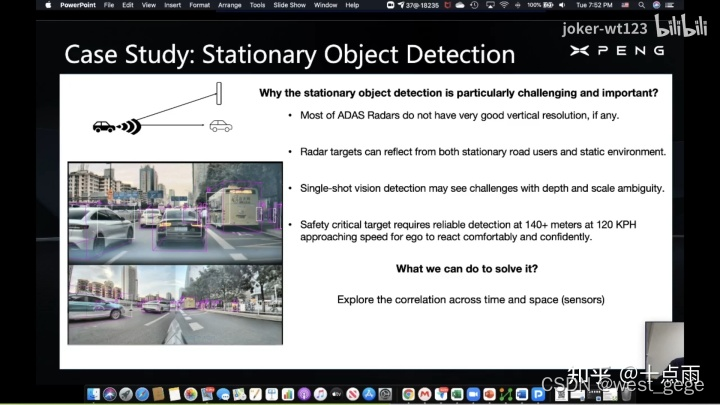 PowerPoint File Edit View Insert Format Arrange Tools Slide Show Window Help
37@-18235 100% Tue 7:52 PM
joker-wt123 bilibili
Case Study: Stationary Object Detection
XPENG
Why the stationary object detection is particularly challenging and important?
• Most of ADAS Radars do not have very good vertical resolution, if any.
• Radar targets can reflect from both stationary road users and static environment.
• Single-shot vision detection may see challenges with depth and scale ambiguity.
• Safety critical target requires reliable detection at 140+ meters at 120 KPH
approaching speed for ego to react comfortably and confidently.
What we can do to solve it?
Explore the correlation across time and space (sensors)
知乎 @十点雨
CSDN @west_gege